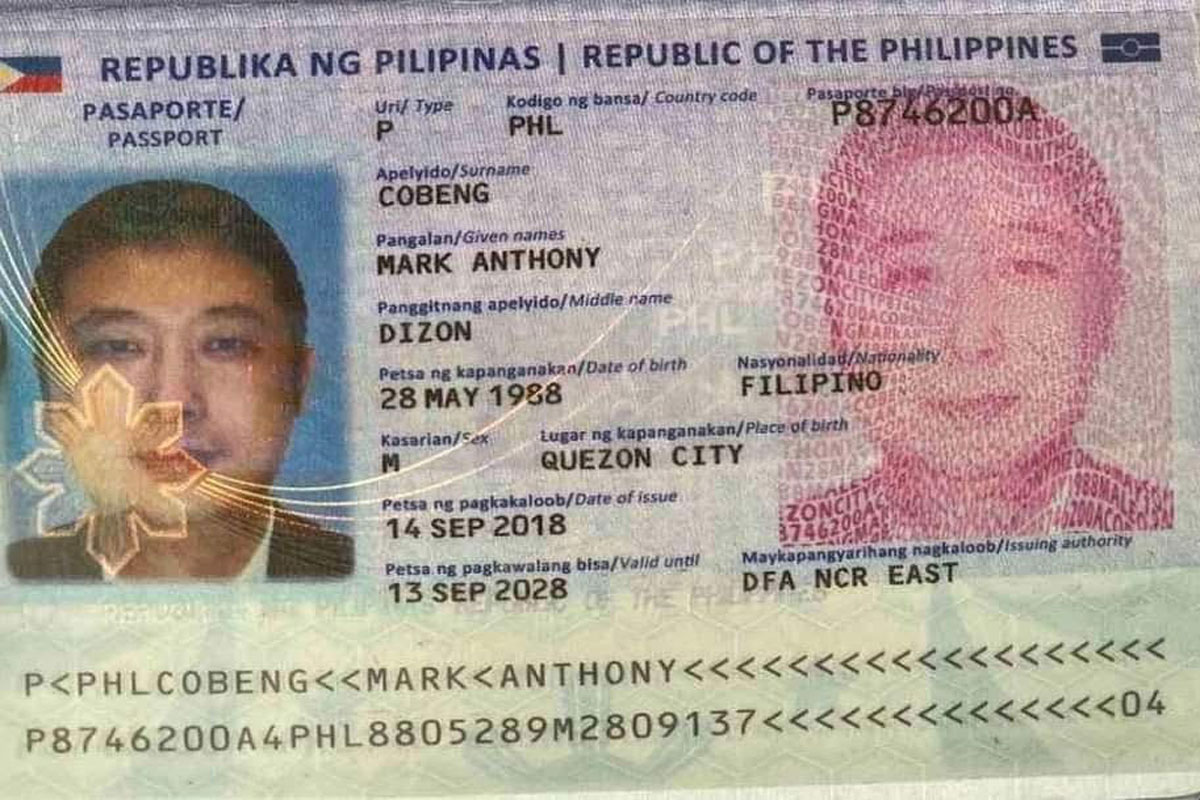 REPUBLIKA NG PILIPINAS | REPUBLIC OF THE PHILIPPINES
PASAPORTE/
PASSPORT
Uri/ Type
P
Kodigo ng bansa/ Country code
PHL
P8746200A
Apelyido/Surname
COBENG
Pangalan/Given names
MARK ANTHONY
Panggitnang apelyido/Middle name
DIZON
Petsa ng kapanganakan/Date of birth
28 MAY 1988
Nasyonalidad/Nationality
FILIPINO
Kasarian/Sex
M
Lugar ng kapanganakan/Place of birth
QUEZON CITY
Petsa ng pagkakaloob/Date of issue
14 SEP 2018
Petsa ng pagkawalang bisa/Valid until
13 SEP 2028
Maykapangyarihang nagkaloob/Issuing authority
DFA NCR EAST
PHL
P<PHLCOBENG<<MARK<ANTHONY<<<<<<<<<<<<<<<<<<<
P8746200A4PHL8805289M2809137<<<<<<<<<<<<<<04